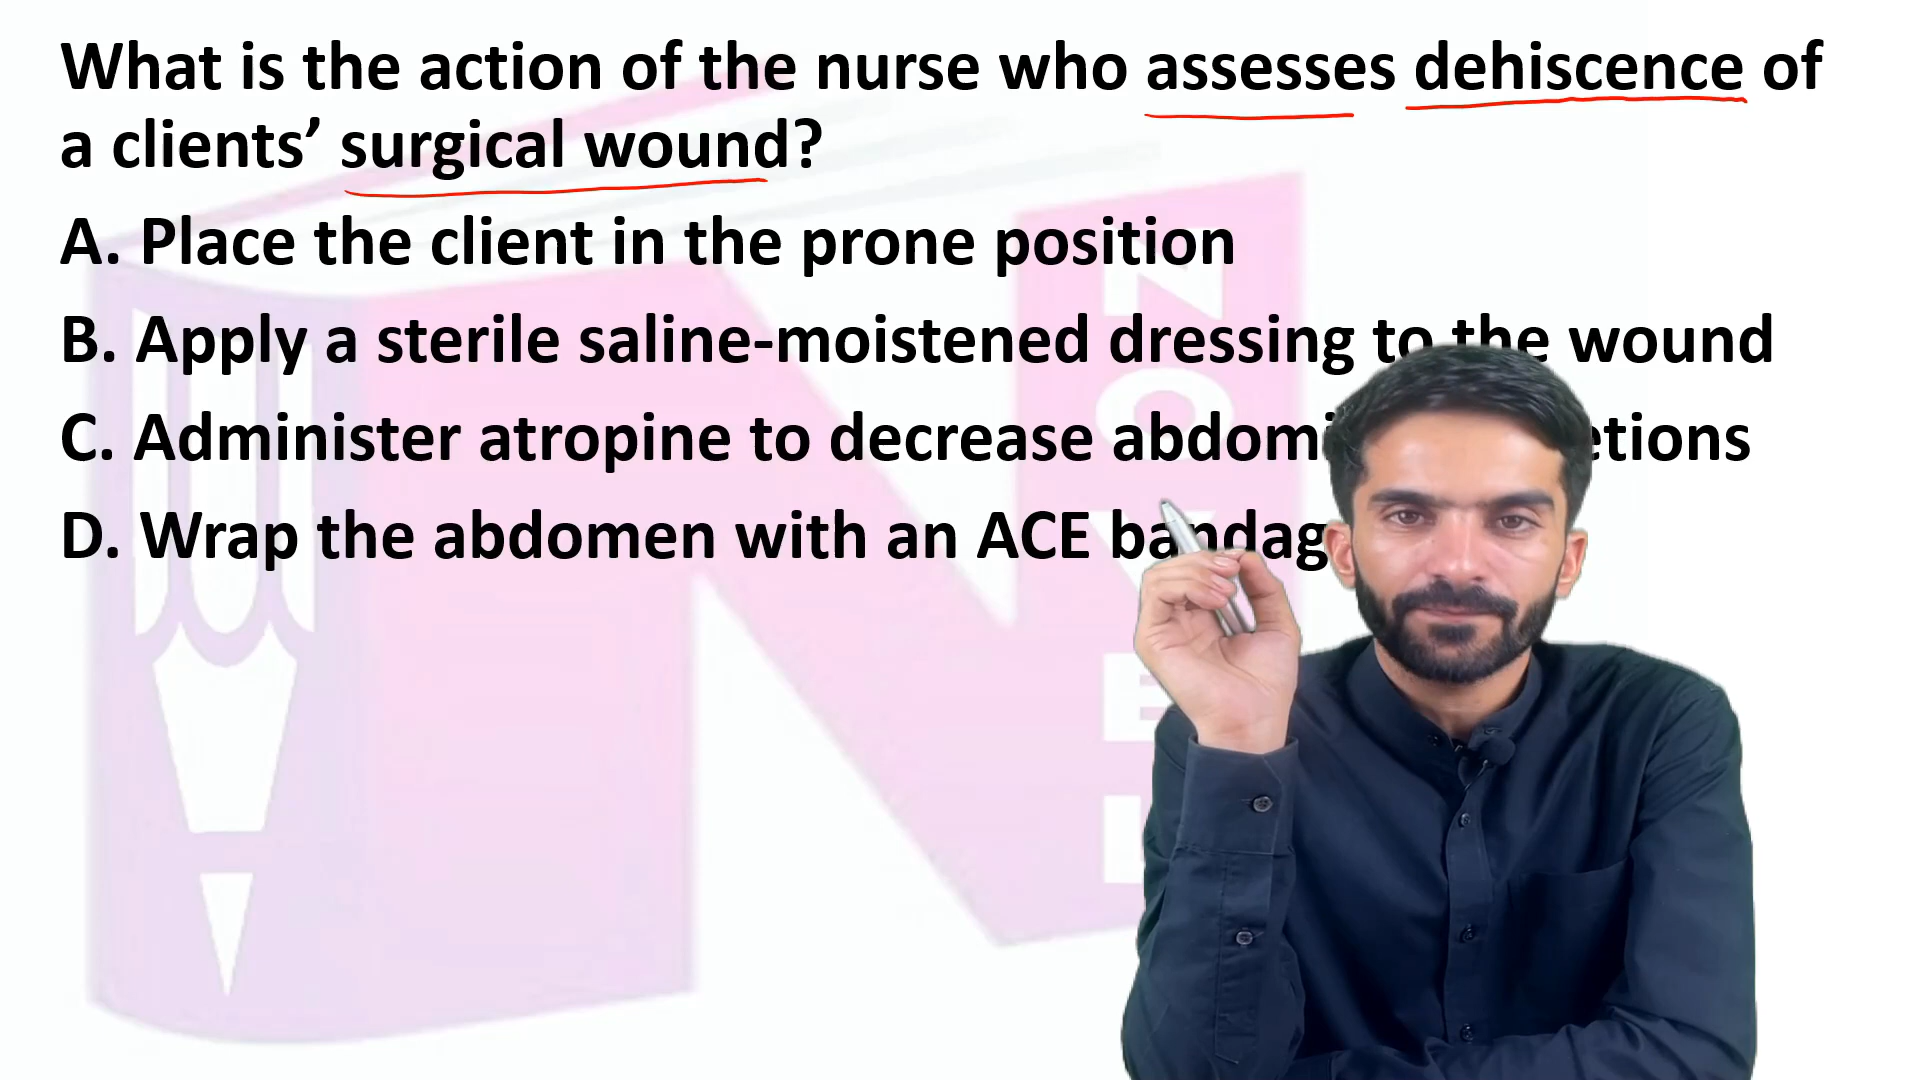 What is the action of the nurse who assesses dehiscence of
a clients’ surgical wound?
A. Place the client in the prone position
B. Apply a sterile saline-moistened dressing to the wound
C. Administer atropine to decrease
D. Wrap the abdomen with an ACE